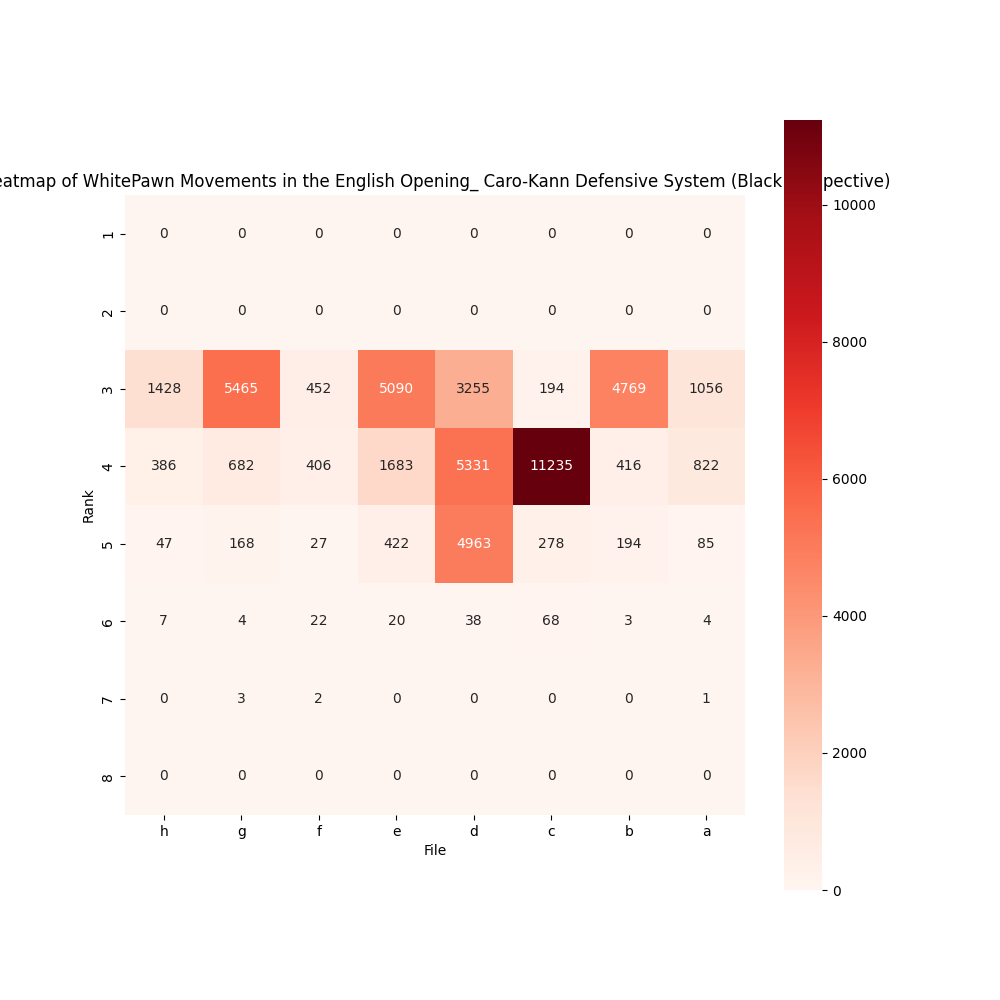 eatmap of WhitePawn Movements in the English Opening_ Caro-Kann Defensive System (Black pective)
10000
1 0 0 0 0 0 0 0 0
2 0 0 0 0 0 0 0 0
8000
3 1428 5465 452 5090 3255 194 4769 1056
4 386 682 406 1683 5331 11235 416 822
6000
Rank
5 47 168 27 422 4963 278 194 85
4000
6 7 4 22 20 38 68 3 4
7 0 3 2 0 0 0 0 1
2000
8 0 0 0 0 0 0 0 0
h g f e d c b a
File
0